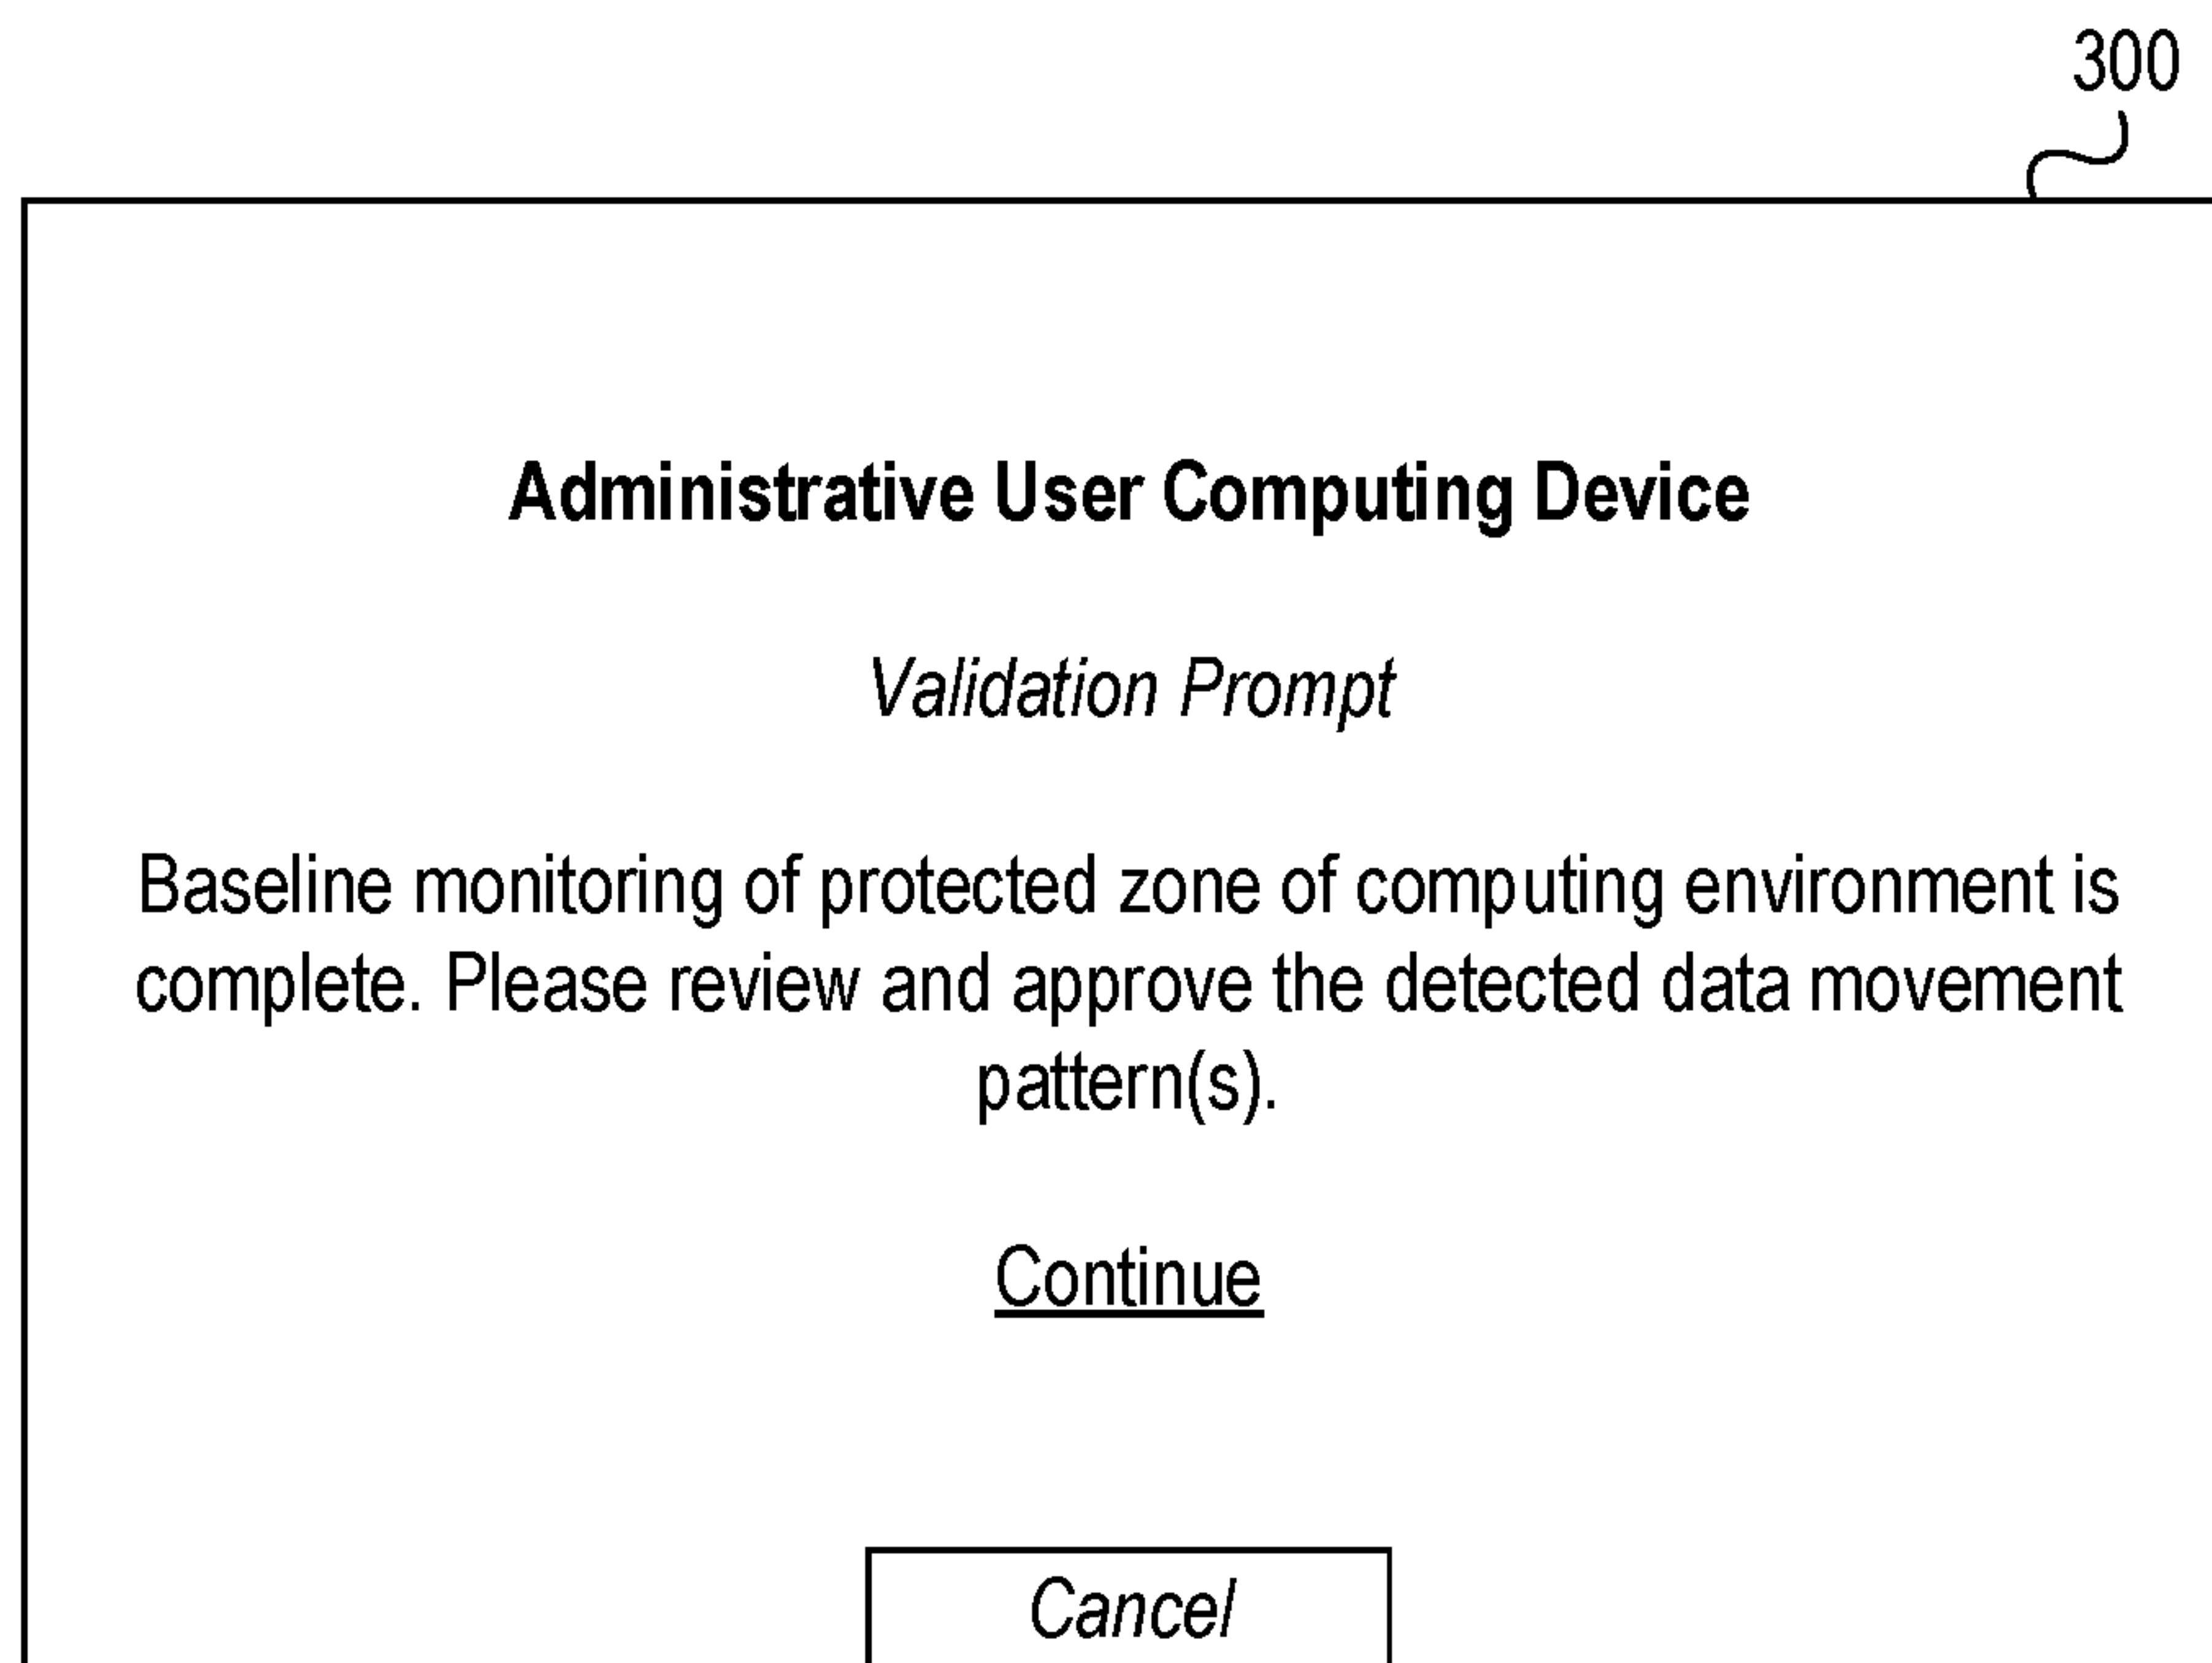 300
Administrative User Computing Device
Validation Prompt
Baseline monitoring of protected zone of computing environment is
complete. Please review and approve the detected data movement
pattern(s).
Continue
Cancel